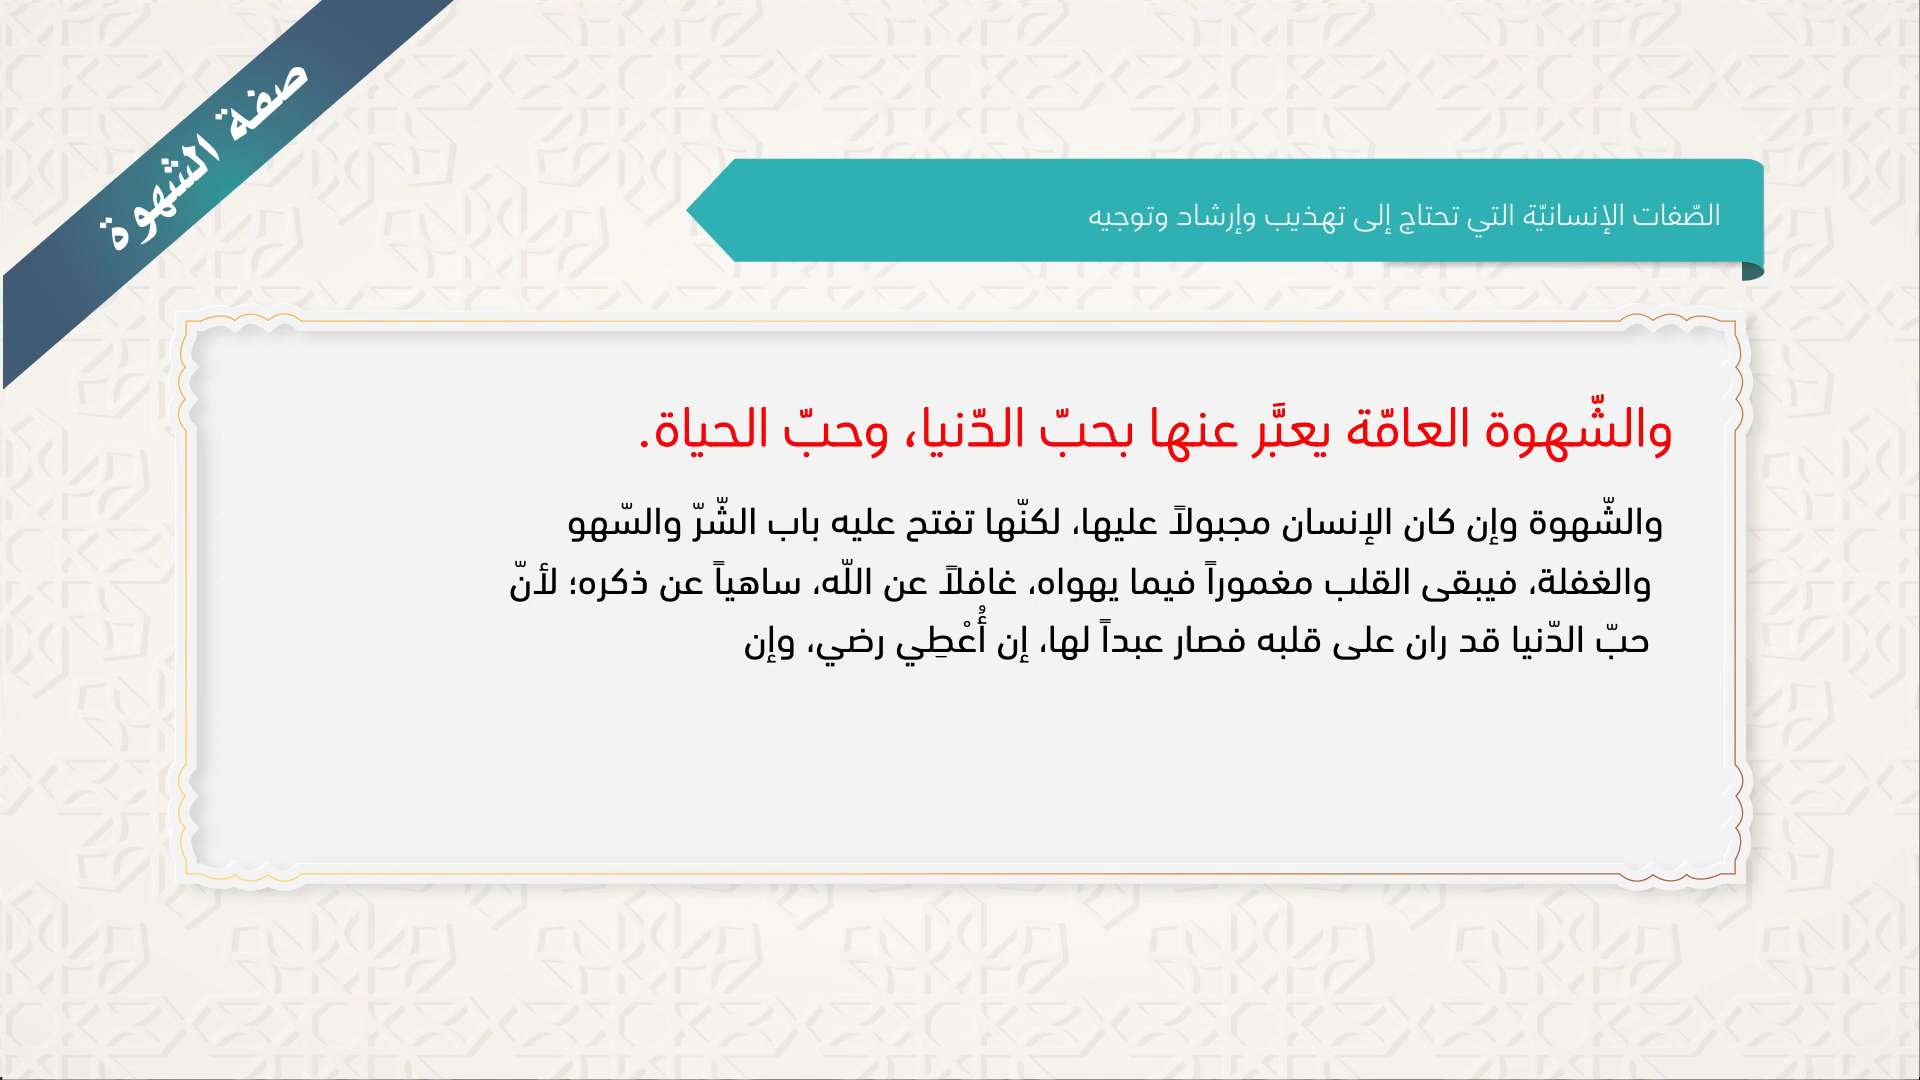 صفة الشهوة
الصّفات الإنسانيّة التي تحتاج إلى تهذيب وإرشاد وتوجيه
والشّهوة العامّة يعبَّر عنها بحبّ الدّنيا، وحبّ الحياة.
والشّهوة وإن كان الإنسان مجبولاً عليها، لكنّها تفتح عليه باب الشّرّ والسّهو
والغفلة، فيبقى القلب مغموراً فيما يهواه، غافلاً عن اللّه، ساهياً عن ذكره؛ لأنّ
حبّ الدّنيا قد ران على قلبه فصار عبداً لها، إن أُعْطِي رضي، وإن